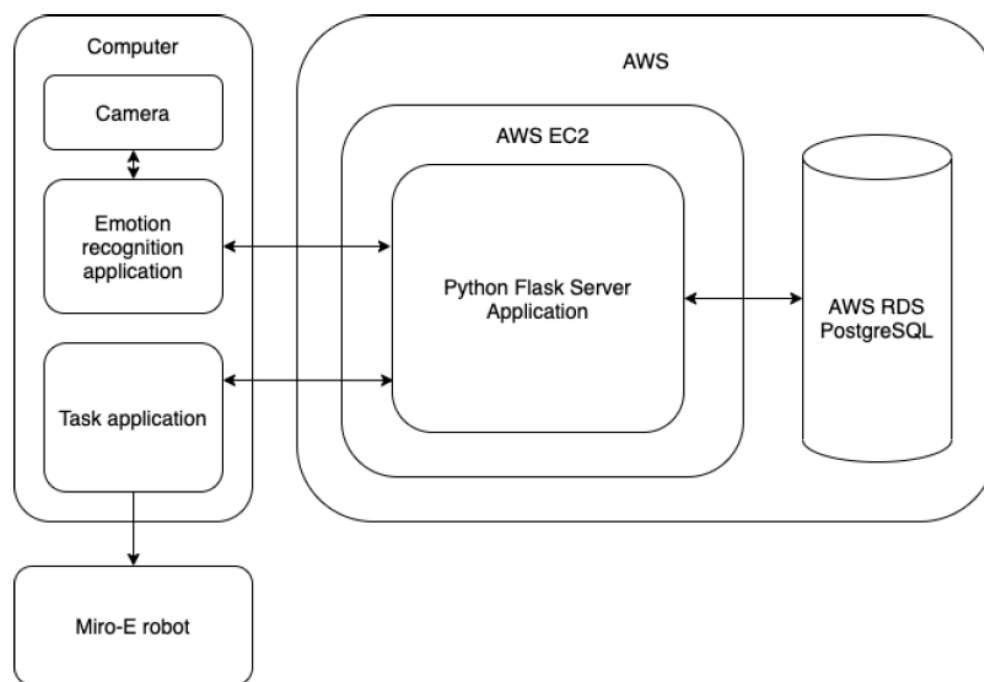 Computer
Camera
Emotion
recognition
application
Task application
Miro-E robot
AWS
AWS EC2
Python Flask Server
Application
AWS RDS
PostgreSQL